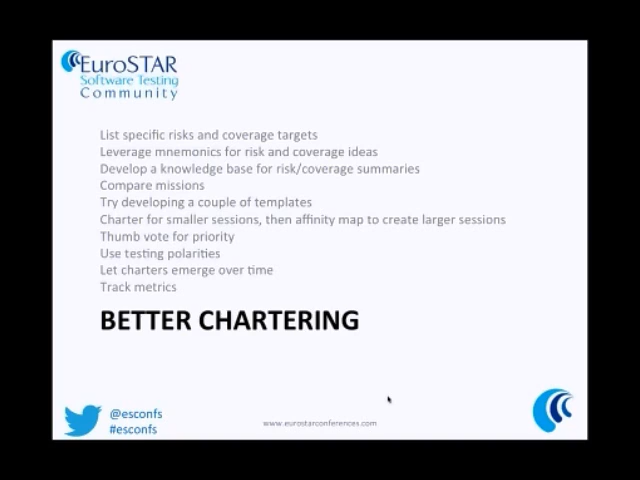 EuroSTAR
Software Testing
Community
List specific risks and coverage targets
Leverage mnemonics for risk and coverage ideas
Develop a knowledge base for risk/coverage summaries
Compare missions
Try developing a couple of templates
Charter for smaller sessions, then affinity map to create larger sessions
Thumb vote for priority
Use testing polarities
Let charters emerge over time
Track metrics
BETTER CHARTERING
@esconfs
#esconfs
www.eurostarconferences.com